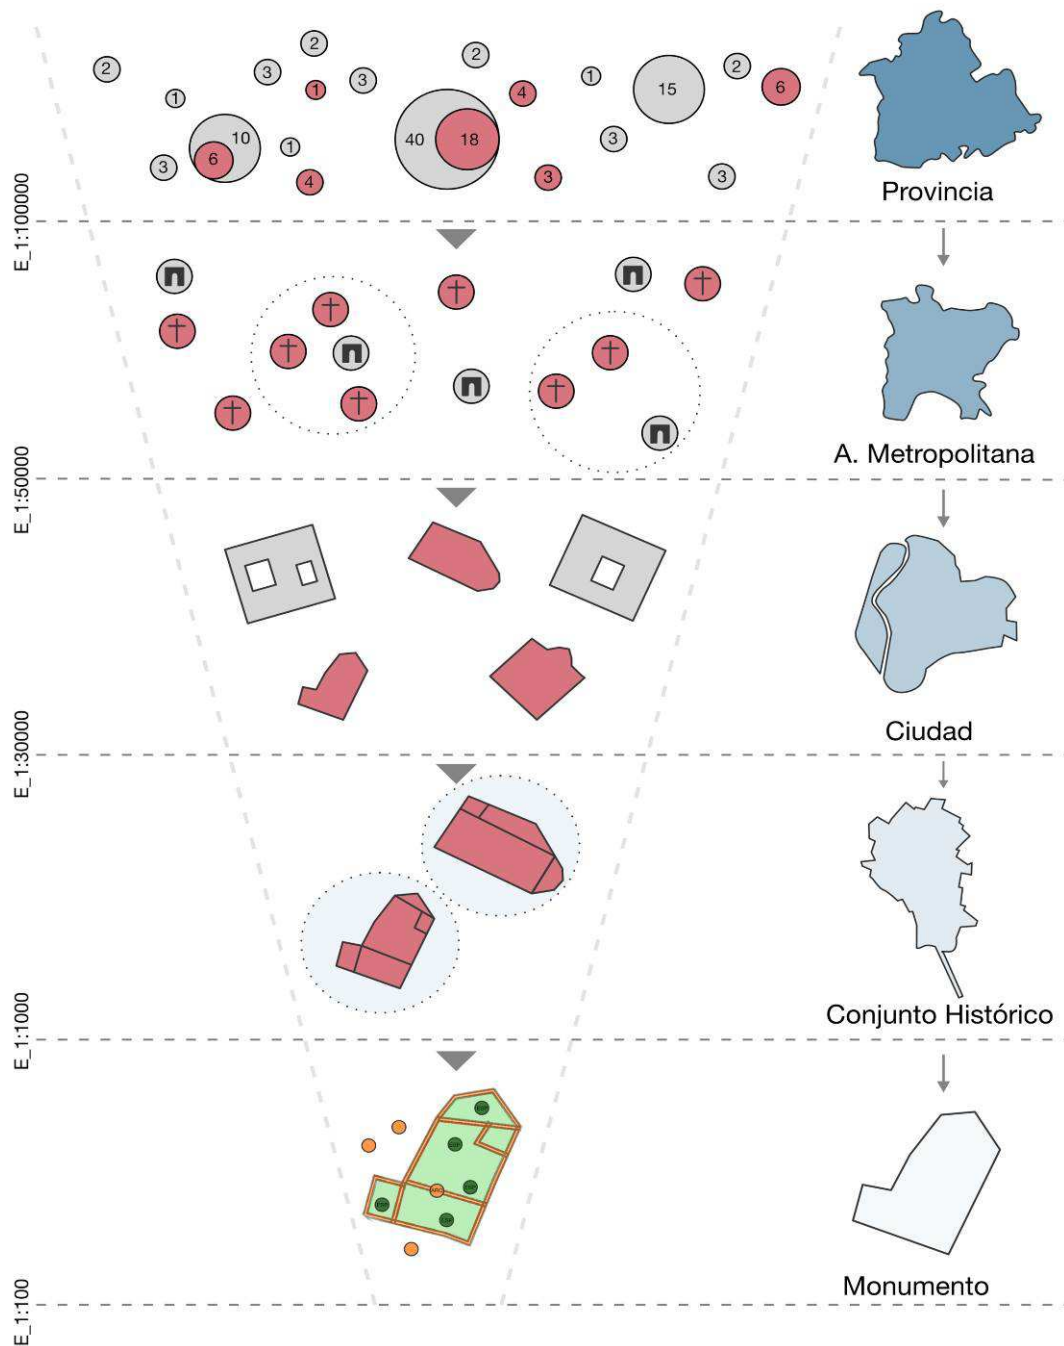 2
2
3
3
1
1
2
4
1
15
2
6
10
6
3
1
4
40
18
3
3
3
Provincia
E_1:100000
A. Metropolitana
E_1:50000
Ciudad
E_1:30000
Conjunto Histórico
E_1:1000
Monumento
E_1:100